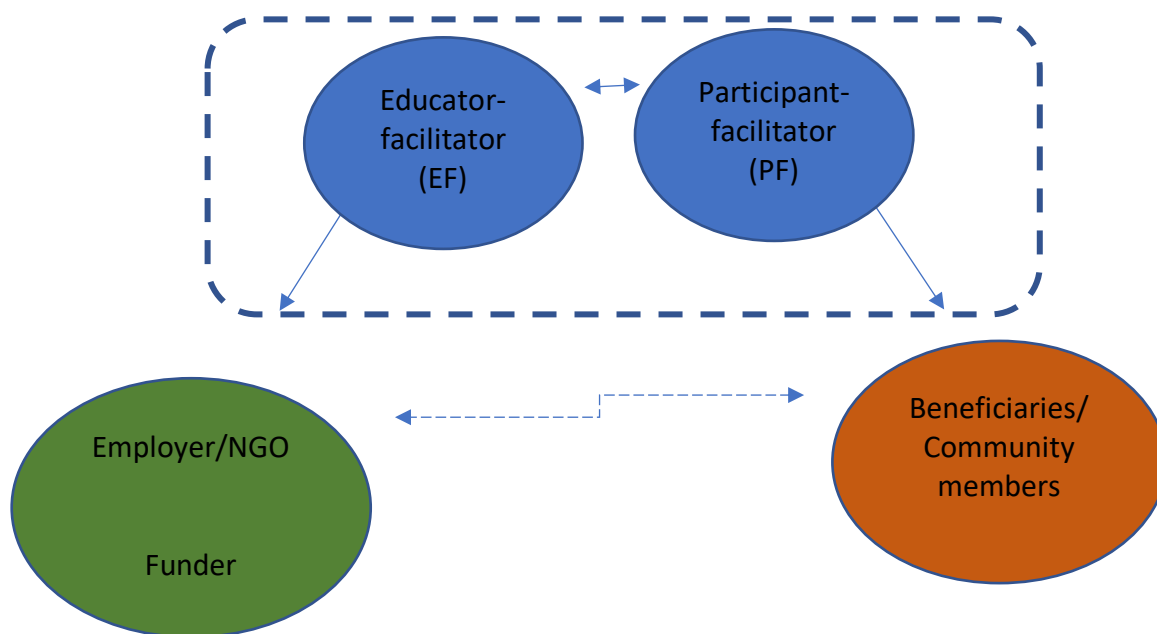 Educator-
facilitator
(EF)
Participant-
facilitator
(PF)
Employer/NGO
Funder
Beneficiaries/
Community
members